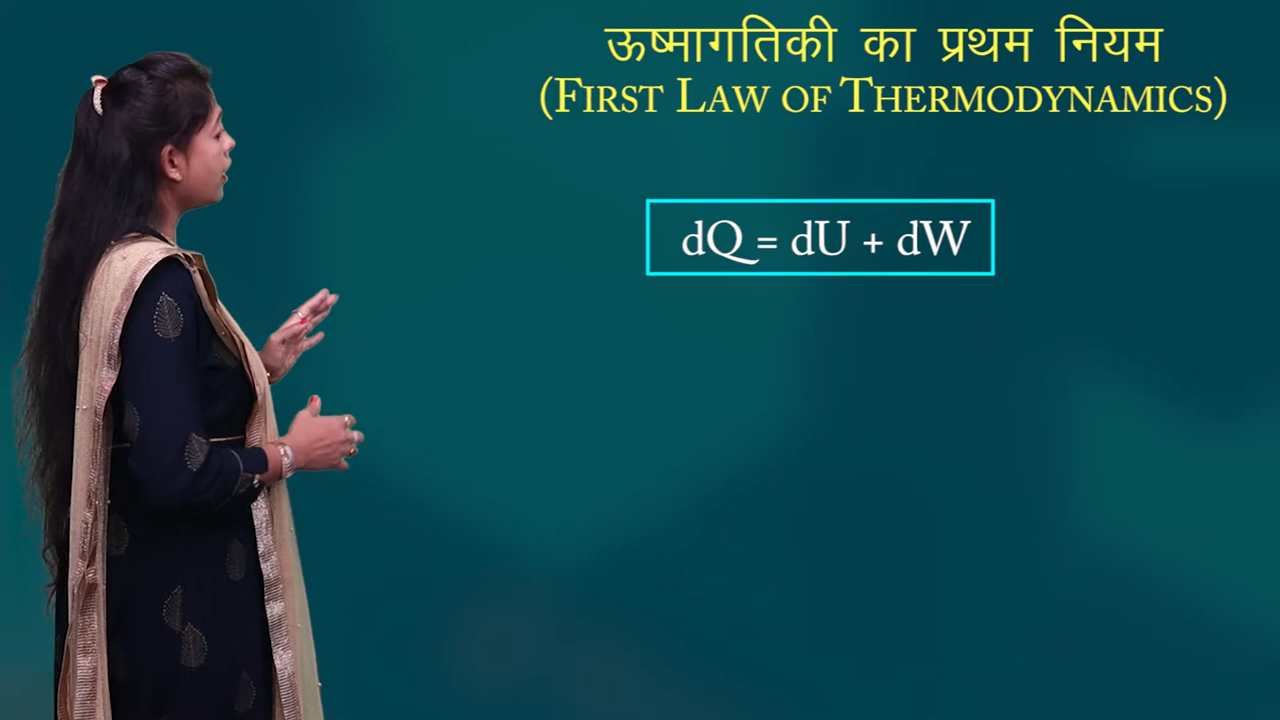 ऊष्मागतिकी का प्रथम नियम
(FIRST LAW OF THERMODYNAMICS)
dQ = dU + dW